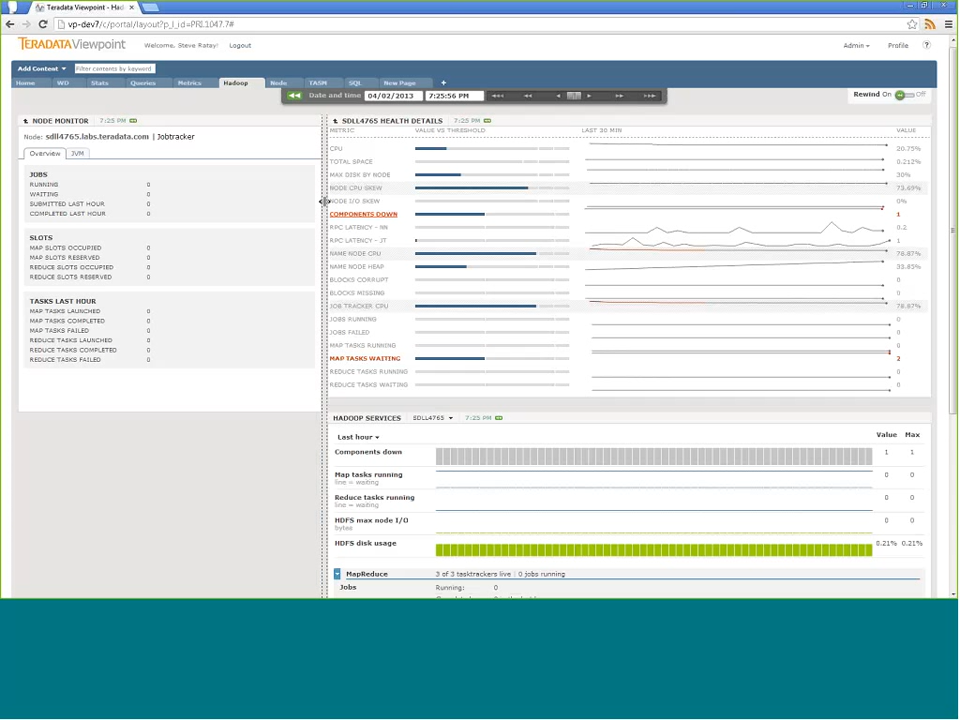 Teradata Viewpoint - Had
vp-dev7/c/portal/layout?p_l_id=PRI1047.7#
TERADATA Viewpoint
Welcome, Steve Ratay!
Logout
Admin
Profile
?
Add Content
Filter contents by keyword
Home
WD
Stats
Queries
Metrics
Hadoop
Node
TASM
SQL
New Page
+
Date and time
04/02/2013
7:25:56 PM
Rewind On
Off
NODE MONITOR
7:25 PM
Node: sdll4765.labs.teradata.com | Jobtracker
Overview
JVM
JOBS
RUNNING 0
WAITING 0
SUBMITTED LAST HOUR 0
COMPLETED LAST HOUR 0
SLOTS
MAP SLOTS OCCUPIED 0
MAP SLOTS RESERVED 0
REDUCE SLOTS OCCUPIED 0
REDUCE SLOTS RESERVED 0
TASKS LAST HOUR
MAP TASKS LAUNCHED 0
MAP TASKS COMPLETED 0
MAP TASKS FAILED 0
REDUCE TASKS LAUNCHED 0
REDUCE TASKS COMPLETED 0
REDUCE TASKS FAILED 0
SDLL4765 HEALTH DETAILS
7:25 PM
METRIC VALUE VS THRESHOLD LAST 30 MIN VALUE
CPU 20.75%
TOTAL SPACE 0.212%
MAX DISK BY NODE 30%
NODE CPU SKEW 73.69%
NODE I/O SKEW 0%
COMPONENTS DOWN 1
RPC LATENCY - NN 0.2
RPC LATENCY - JT 1
NAME NODE CPU 78.87%
NAME NODE HEAP 33.85%
BLOCKS CORRUPT 0
BLOCKS MISSING 0
JOB TRACKER CPU 78.87%
JOBS RUNNING 0
JOBS FAILED 0
MAP TASKS RUNNING 0
MAP TASKS WAITING 2
REDUCE TASKS RUNNING 0
REDUCE TASKS WAITING 0
HADOOP SERVICES
SDLL4765
7:25 PM
Last hour
Value Max
Components down 1 1
Map tasks running 0 0
line = waiting
Reduce tasks running 0 0
line = waiting
HDFS max node I/O 0 0
bytes
HDFS disk usage 0.21% 0.21%
MapReduce 3 of 3 tasktrackers live | 0 jobs running
Jobs Running: 0